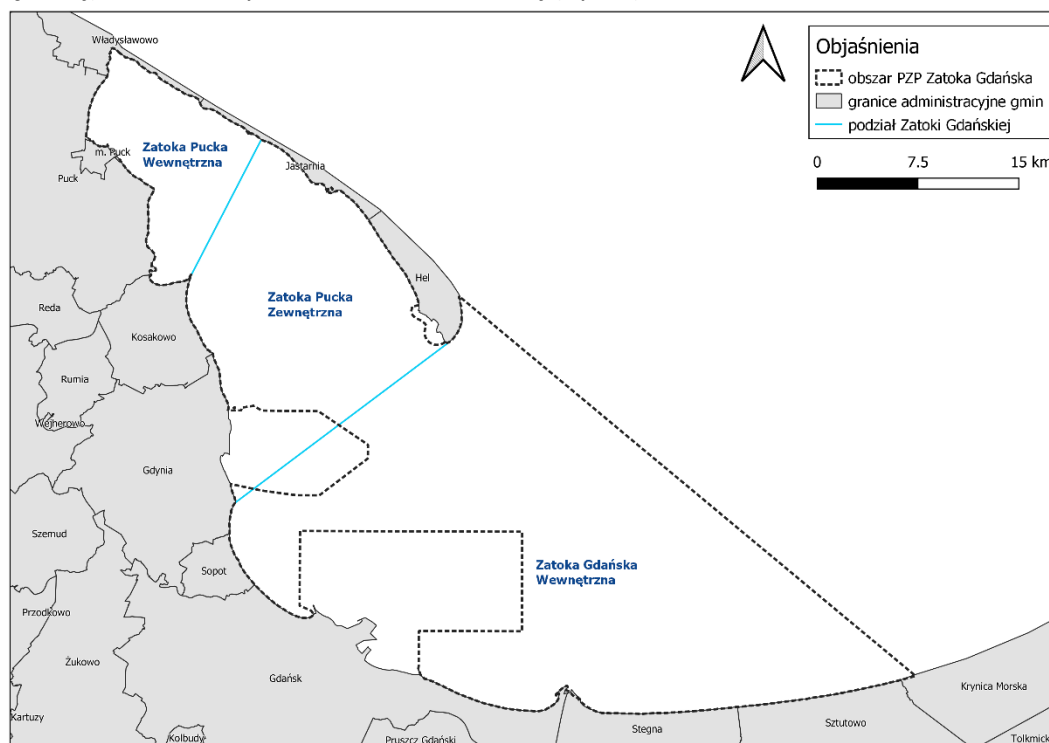 Władysławowo
Objaśnienia
obszar PZP Zatoka Gdańska
granice administracyjne gmin
podział Zatoki Gdańskiej
0 7.5 15 km
Zatoka Pucka
Wewnętrzna
m. Puck
Puck
Jastarnia
Hel
Zatoka Pucka
Zewnętrzna
Reda
Kosakowo
Rumia
Wejherowo
Gdynia
Szemud
Sopot
Zatoka Gdańska
Wewnętrzna
Przodkowo
Żukowo
Gdańsk
Krynica Morska
Kartuzy
Kolbudy
Pruszcz Gdański
Stegna
Sztutowo
Tolkmick